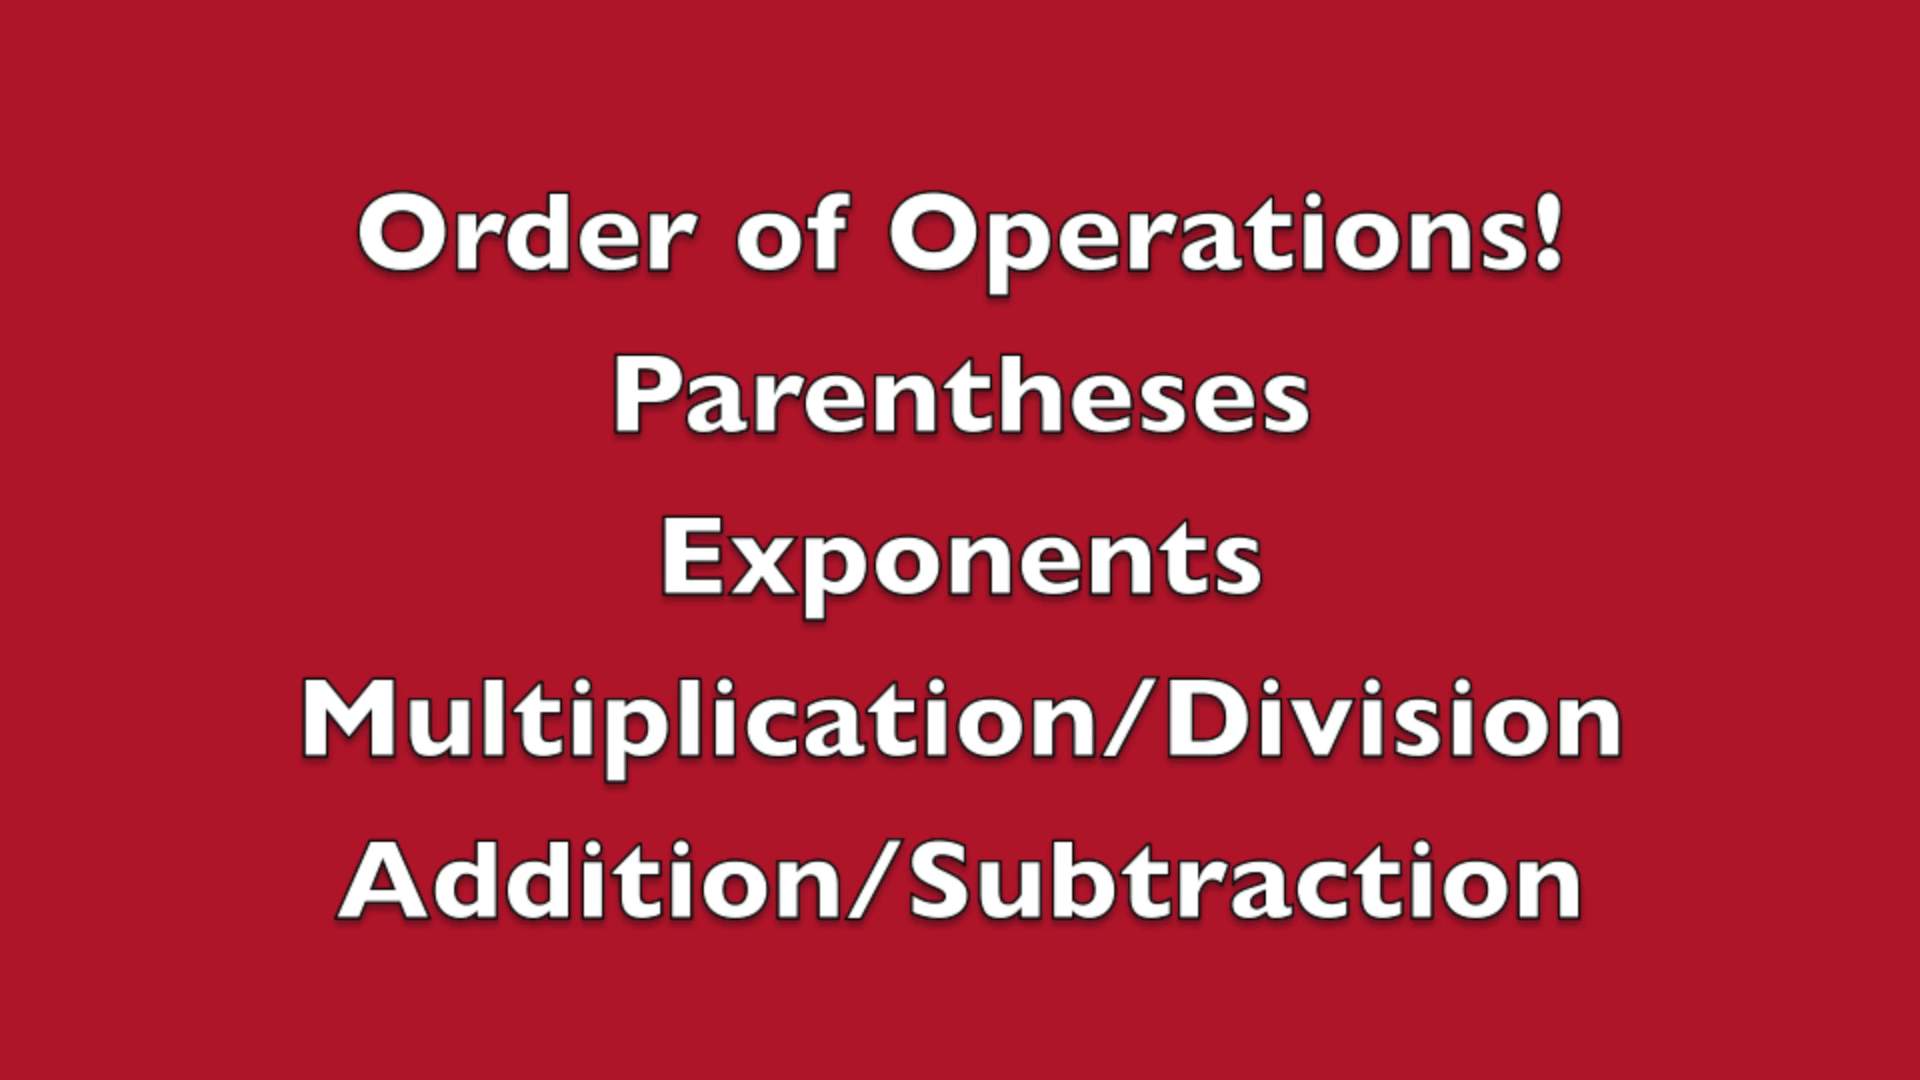 Order of Operations!
Parentheses
Exponents
Multiplication/Division
Addition/Subtraction